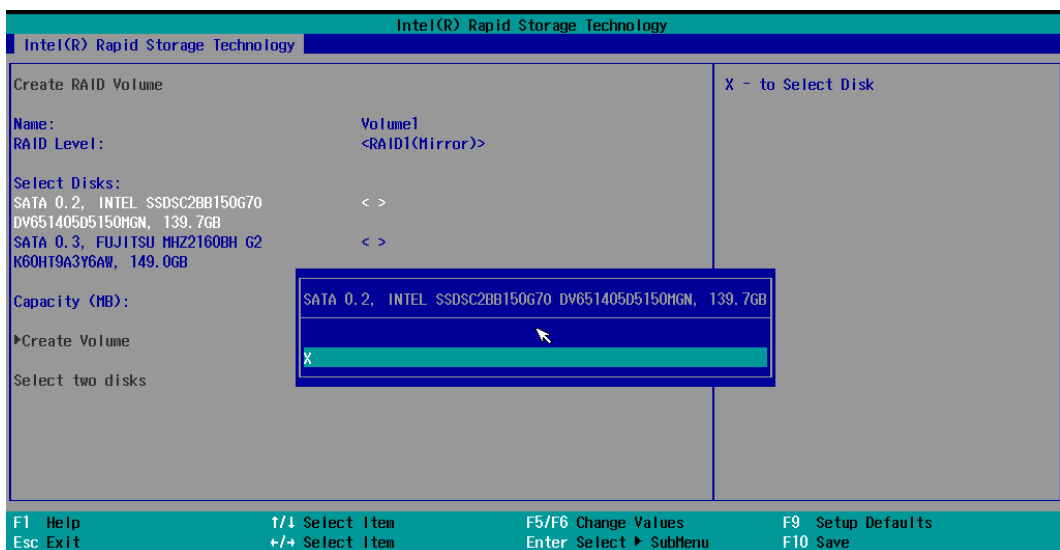 Intel(R) Rapid Storage Technology
Intel(R) Rapid Storage Technology
Create RAID Volume
X - to Select Disk
Name: Volume1
RAID Level: <RAID1(Mirror)>
Select Disks:
SATA 0.2, INTEL SSDSC2BB150G70 < >
DV651405D5150MGN, 139.7GB
SATA 0.3, FUJITSU MHZ2160BH G2 < >
K60HT9A3Y6AW, 149.0GB
SATA 0.2, INTEL SSDSC2BB150G70 DV651405D5150MGN, 139.7GB
X
Capacity (MB):
▶Create Volume
Select two disks
F1 Help ↑/↓ Select Item F5/F6 Change Values F9 Setup Defaults
Esc Exit ←/→ Select Item Enter Select ▶ SubMenu F10 Save